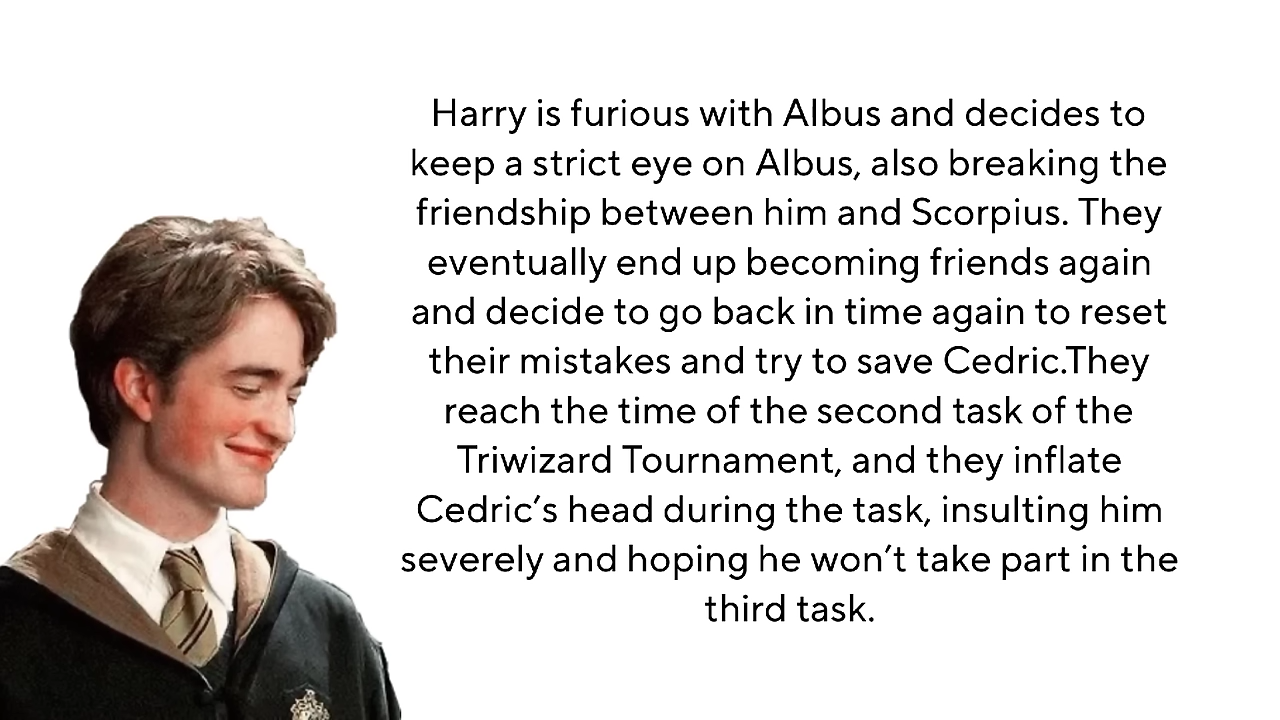 Harry is furious with Albus and decides to
keep a strict eye on Albus, also breaking the
friendship between him and Scorpius. They
eventually end up becoming friends again
and decide to go back in time again to reset
their mistakes and try to save Cedric.They
reach the time of the second task of the
Triwizard Tournament, and they inflate
Cedric’s head during the task, insulting him
severely and hoping he won’t take part in the
third task.